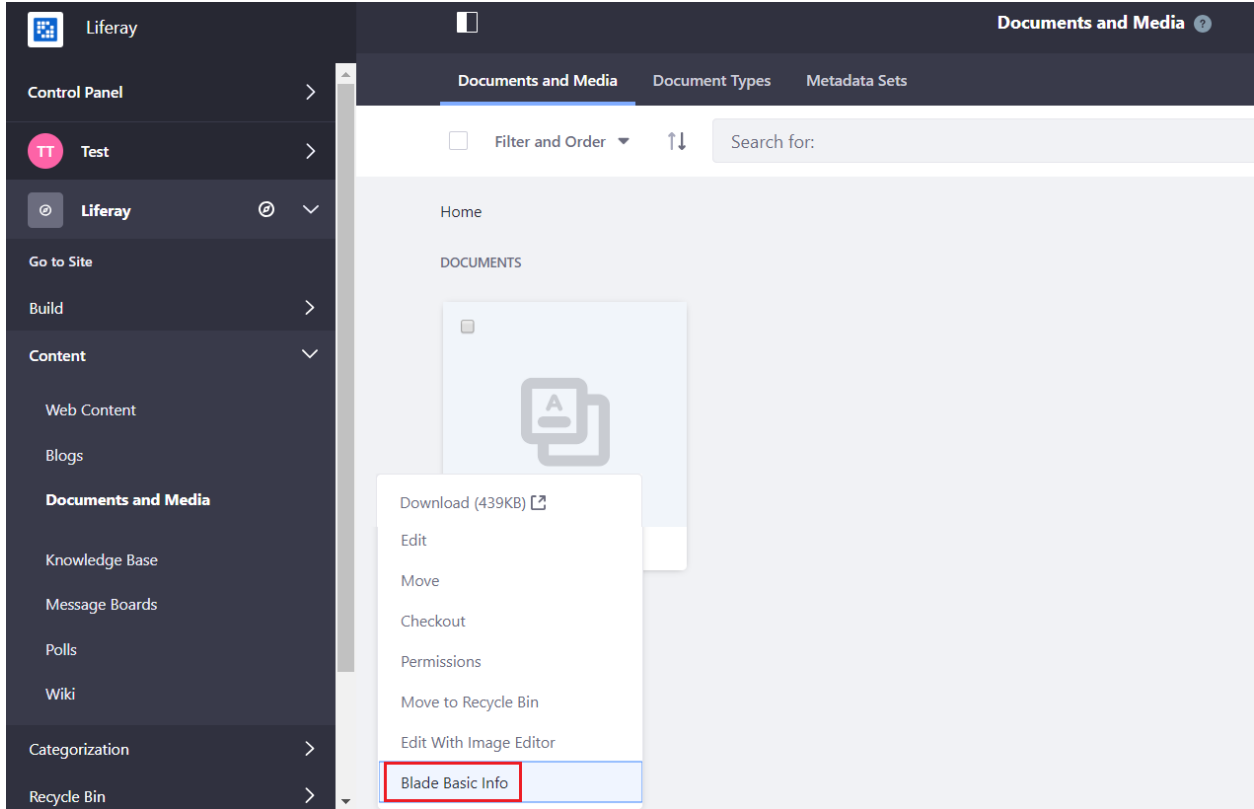 Liferay
Control Panel
TT Test
Liferay
Go to Site
Build
Content
Web Content
Blogs
Documents and Media
Knowledge Base
Message Boards
Polls
Wiki
Categorization
Recycle Bin
Documents and Media ?
Documents and Media Document Types Metadata Sets
Filter and Order Search for:
Home
DOCUMENTS
A
Download (439KB)
Edit
Move
Checkout
Permissions
Move to Recycle Bin
Edit With Image Editor
Blade Basic Info